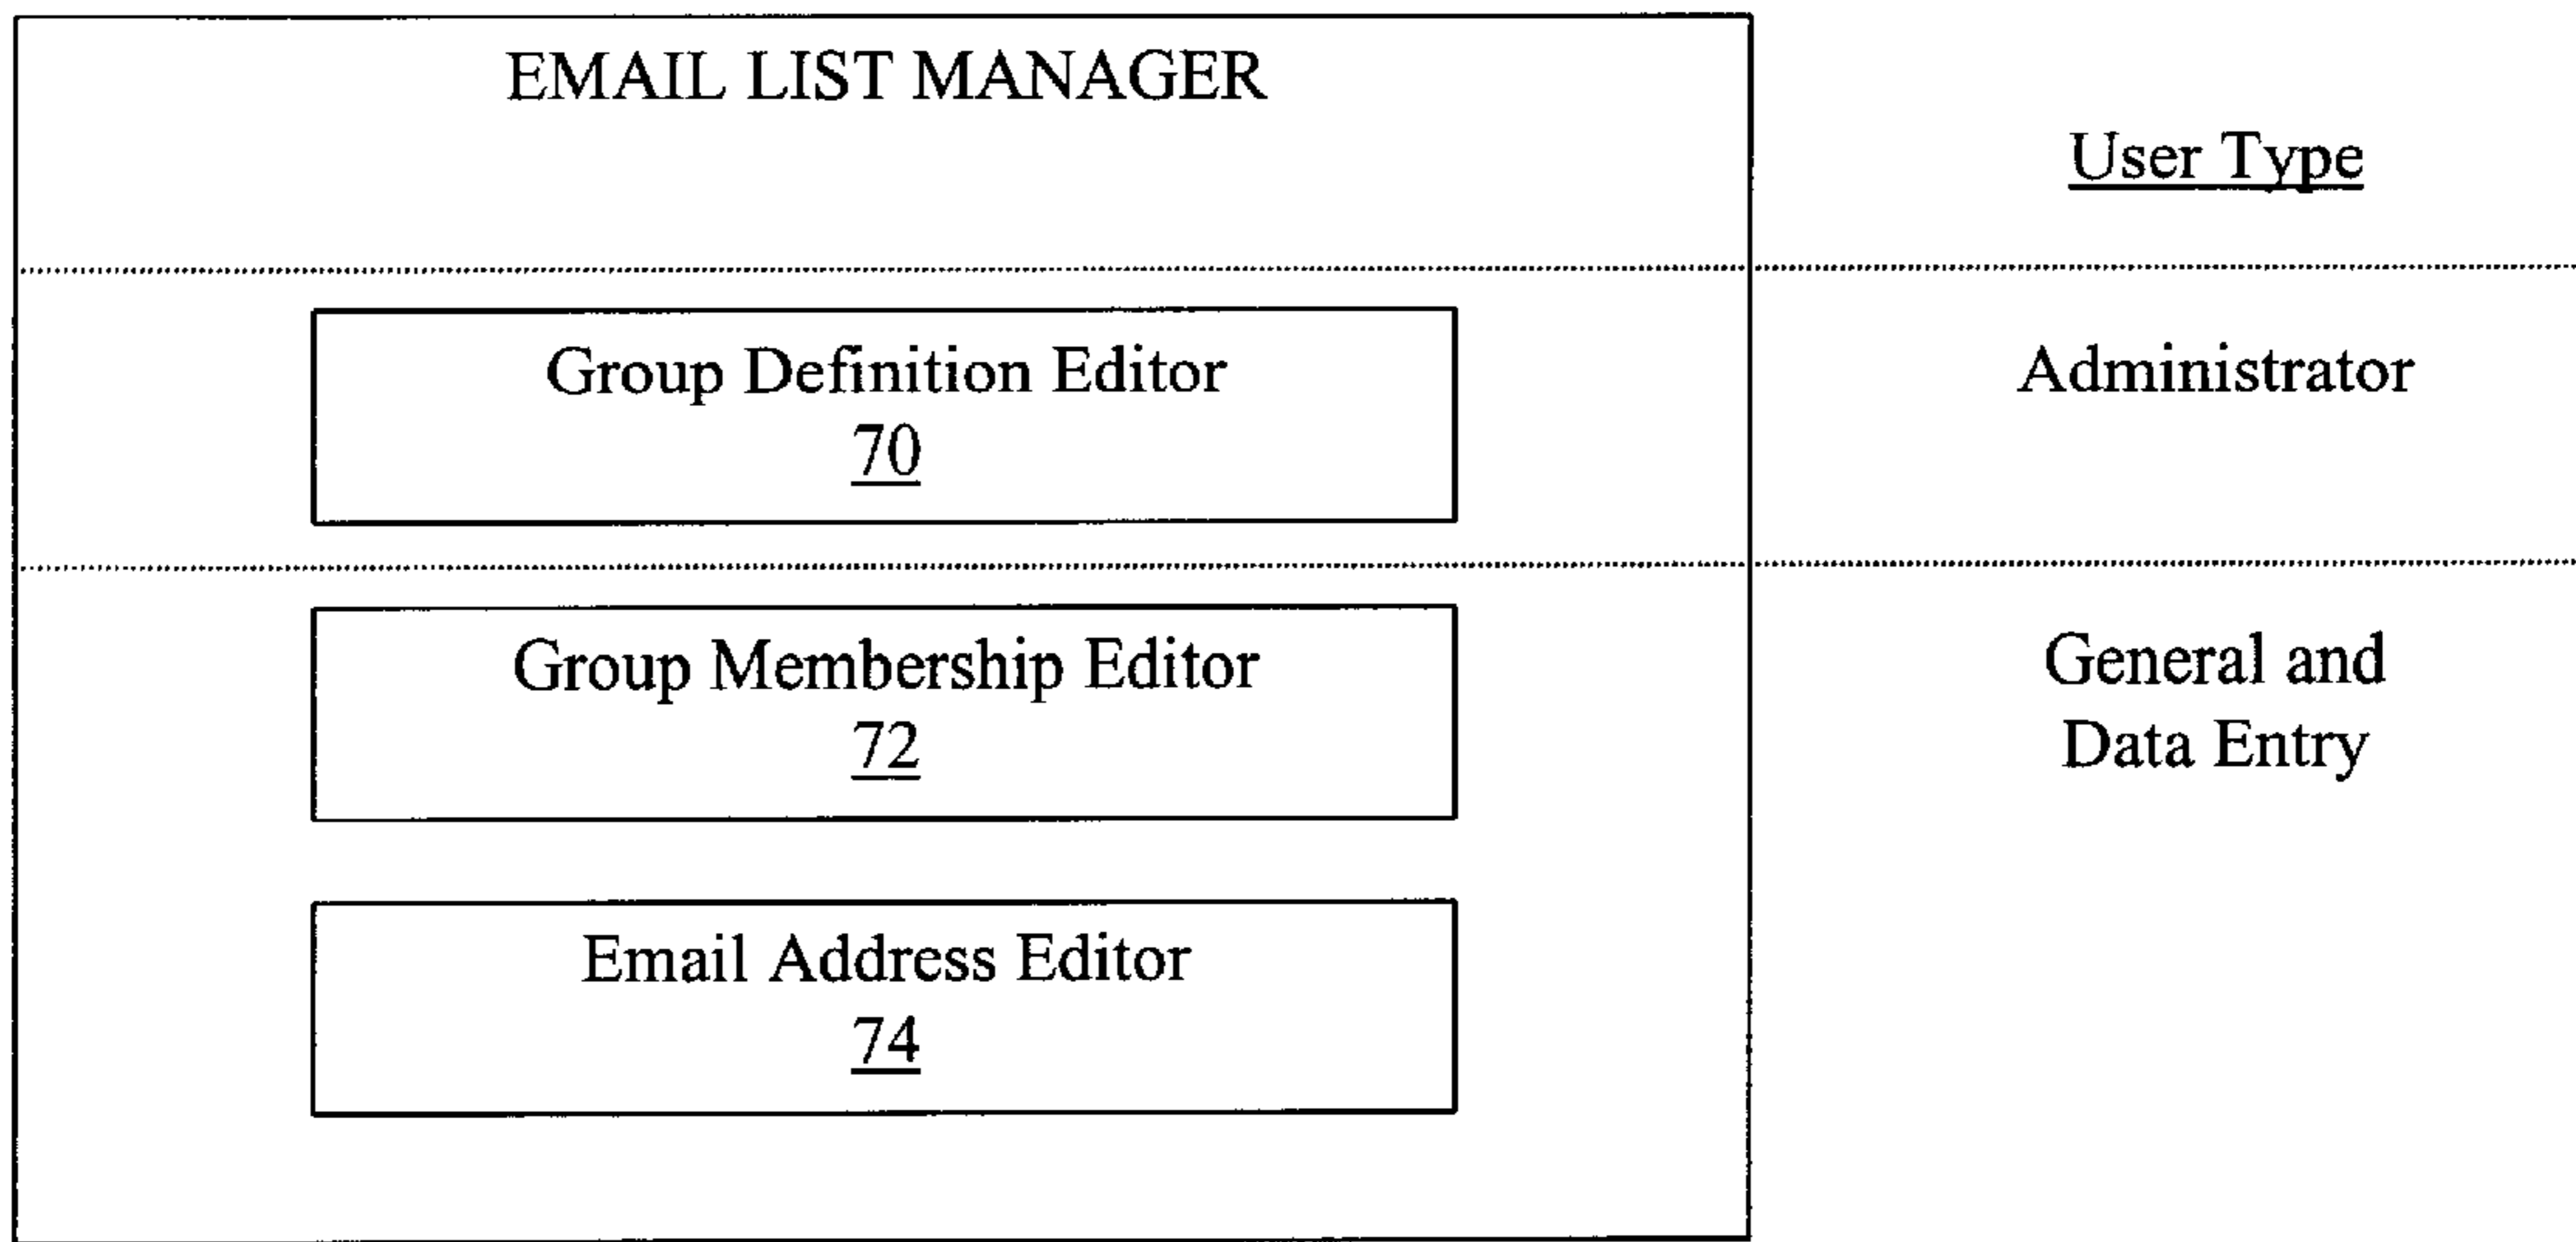 EMAIL LIST MANAGER
User Type
Group Definition Editor
70
Administrator
Group Membership Editor
72
General and
Data Entry
Email Address Editor
74